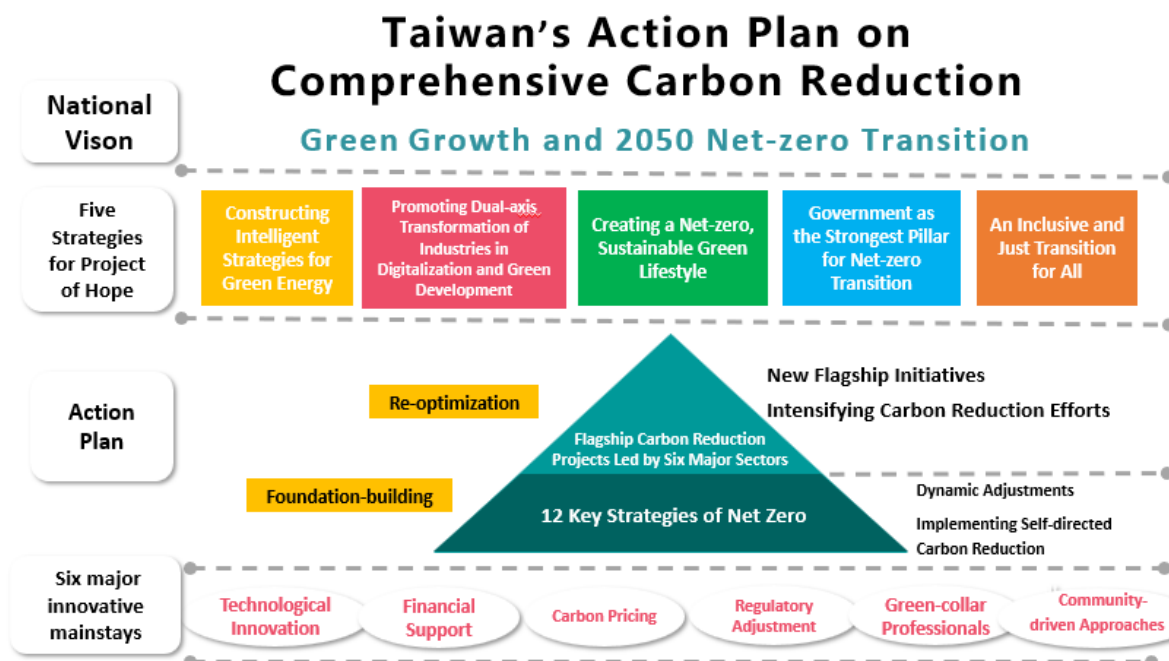 Taiwan's Action Plan on
Comprehensive Carbon Reduction
National
Vison
Green Growth and 2050 Net-zero Transition
Five
Strategies
for Project
of Hope
Constructing
Intelligent
Strategies for
Green Energy
Promoting Dual-axis
Transformation of
Industries in
Digitalization and Green
Development
Creating a Net-zero,
Sustainable Green
Lifestyle
Government as
the Strongest Pillar
for Net-zero
Transition
An Inclusive and
Just Transition
for All
Action
Plan
Re-optimization
Foundation-building
Flagship Carbon Reduction
Projects Led by Six Major Sectors
12 Key Strategies of Net Zero
New Flagship Initiatives
Intensifying Carbon Reduction Efforts
Dynamic Adjustments
Implementing Self-directed
Carbon Reduction
Six major
innovative
mainstays
Technological
Innovation
Financial
Support
Carbon Pricing
Regulatory
Adjustment
Green-collar
Professionals
Community-
driven Approaches